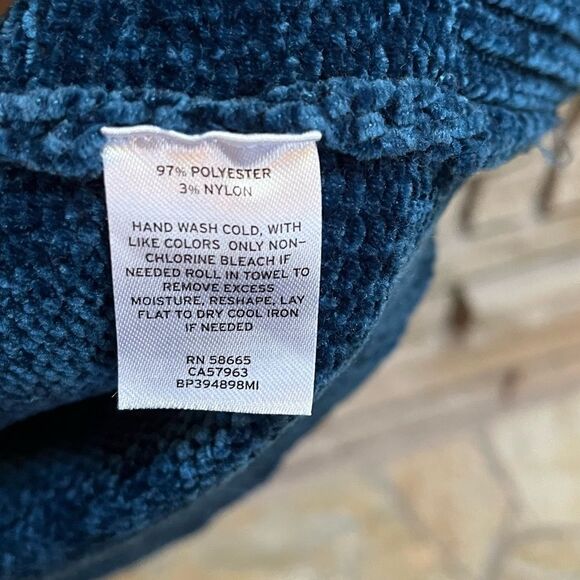 97% POLYESTER
3% NYLON
HAND WASH COLD, WITH
LIKE COLORS ONLY NON-
CHLORINE BLEACH IF
NEEDED ROLL IN TOWEL TO
REMOVE EXCESS
MOISTURE, RESHAPE, LAY
FLAT TO DRY COOL IRON
IF NEEDED
RN 58665
CA57963
BP394898MI